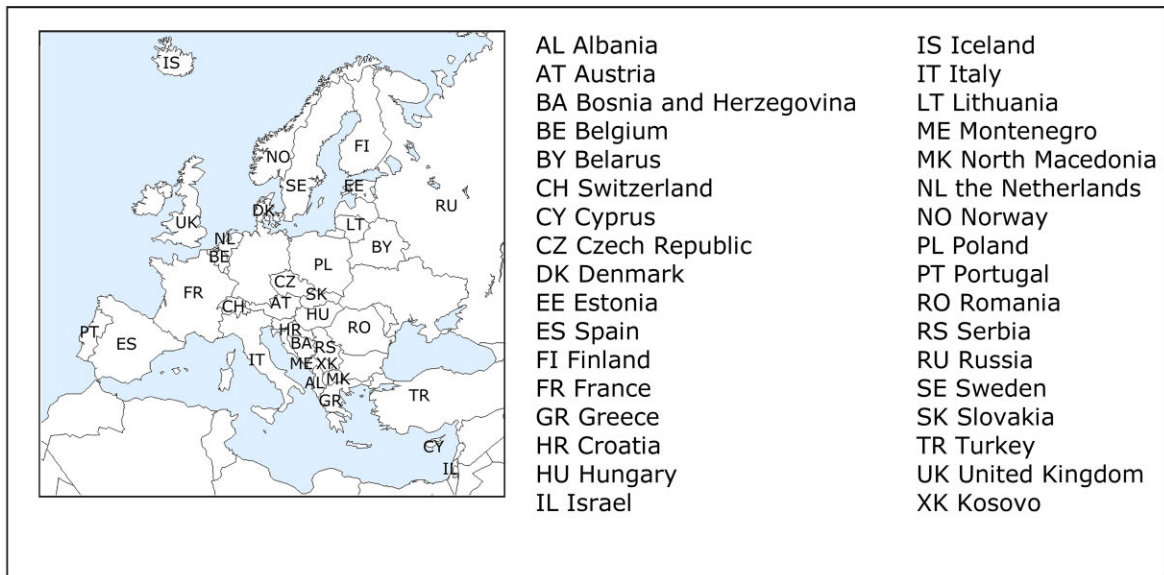 IS
NO
FI
SE
EE
RU
DK
LT
UK
BY
NL
BE
PL
CZ
FR
SK
CH
AT
HU
RO
HR
PT
ES
BA
RS
IT
ME
XK
AL
MK
TR
GR
CY
IL
AL Albania
AT Austria
BA Bosnia and Herzegovina
BE Belgium
BY Belarus
CH Switzerland
CY Cyprus
CZ Czech Republic
DK Denmark
EE Estonia
ES Spain
FI Finland
FR France
GR Greece
HR Croatia
HU Hungary
IL Israel
IS Iceland
IT Italy
LT Lithuania
ME Montenegro
MK North Macedonia
NL the Netherlands
NO Norway
PL Poland
PT Portugal
RO Romania
RS Serbia
RU Russia
SE Sweden
SK Slovakia
TR Turkey
UK United Kingdom
XK Kosovo